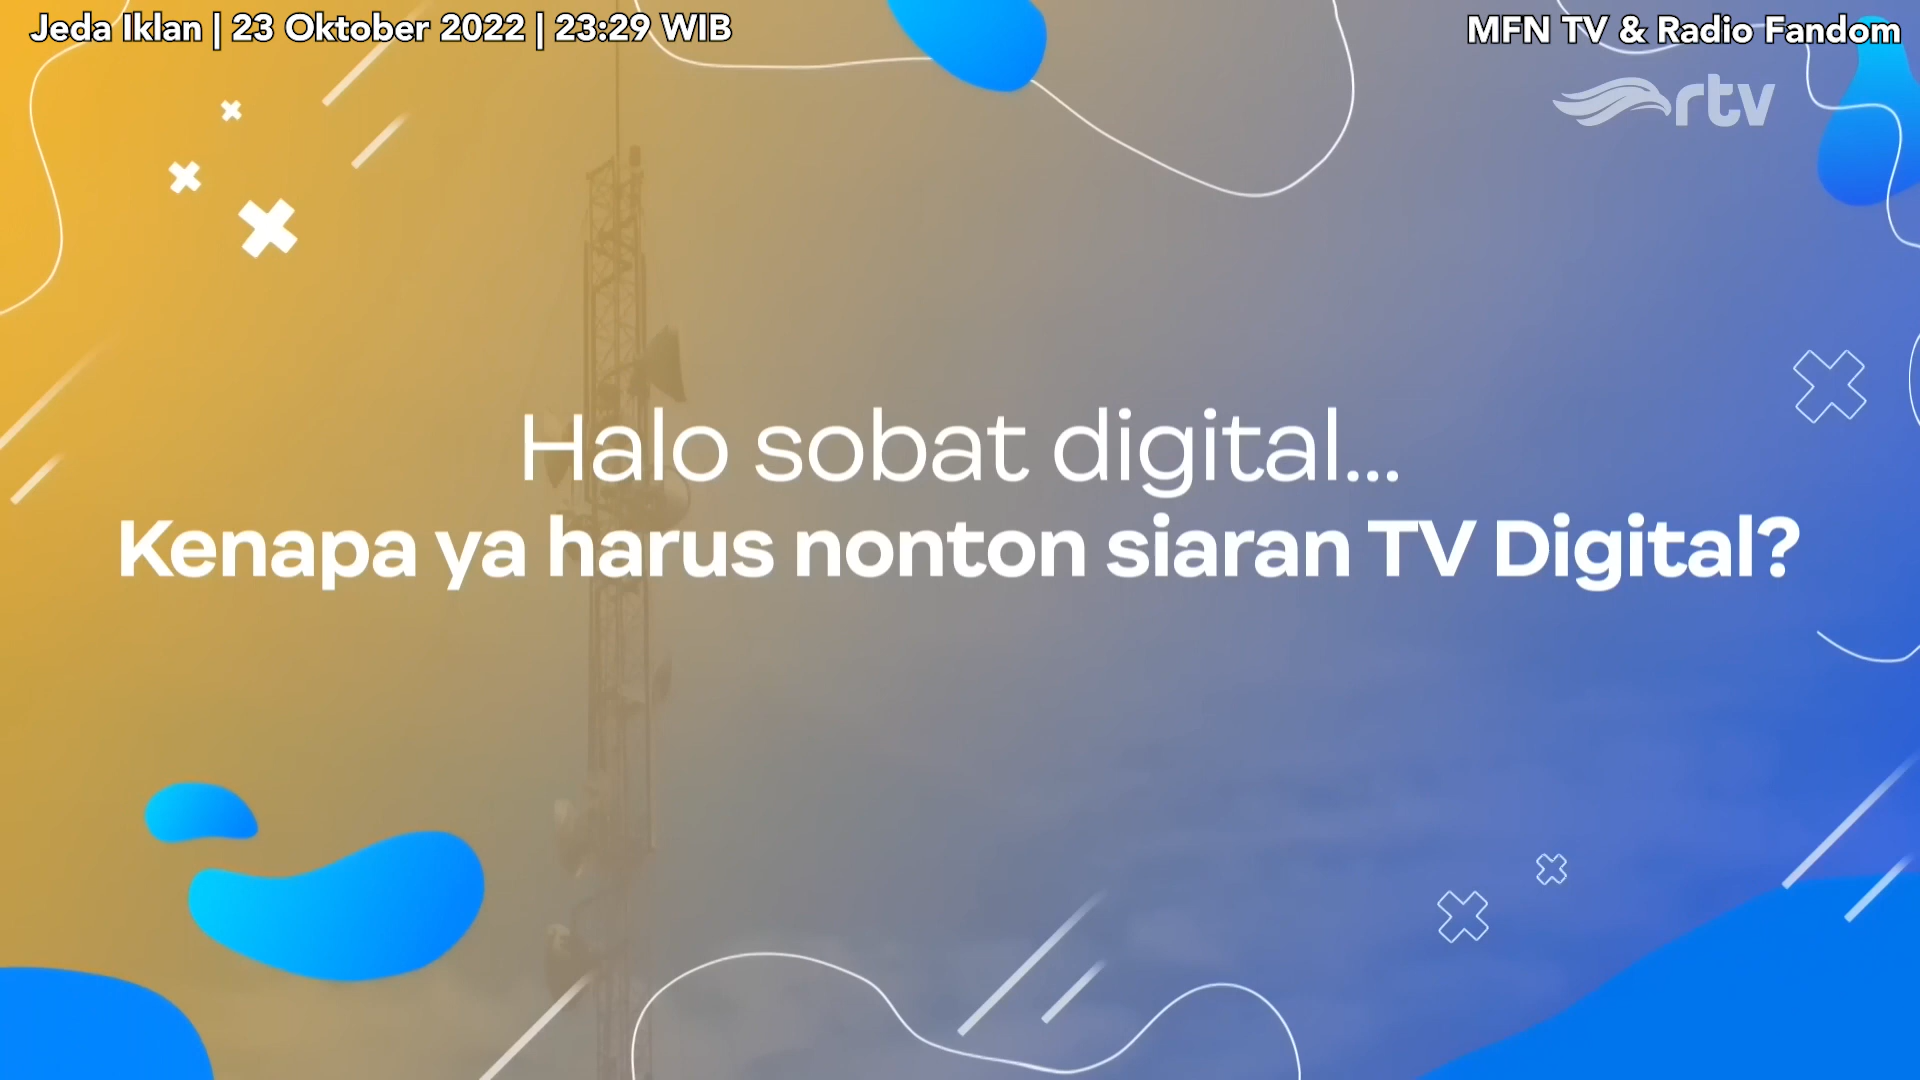 Jeda Iklan | 23 Oktober 2022 | 23:29 WIB
MFN TV & Radio Fandom
rtv
Halo sobat digital...
Kenapa ya harus nonton siaran TV Digital?